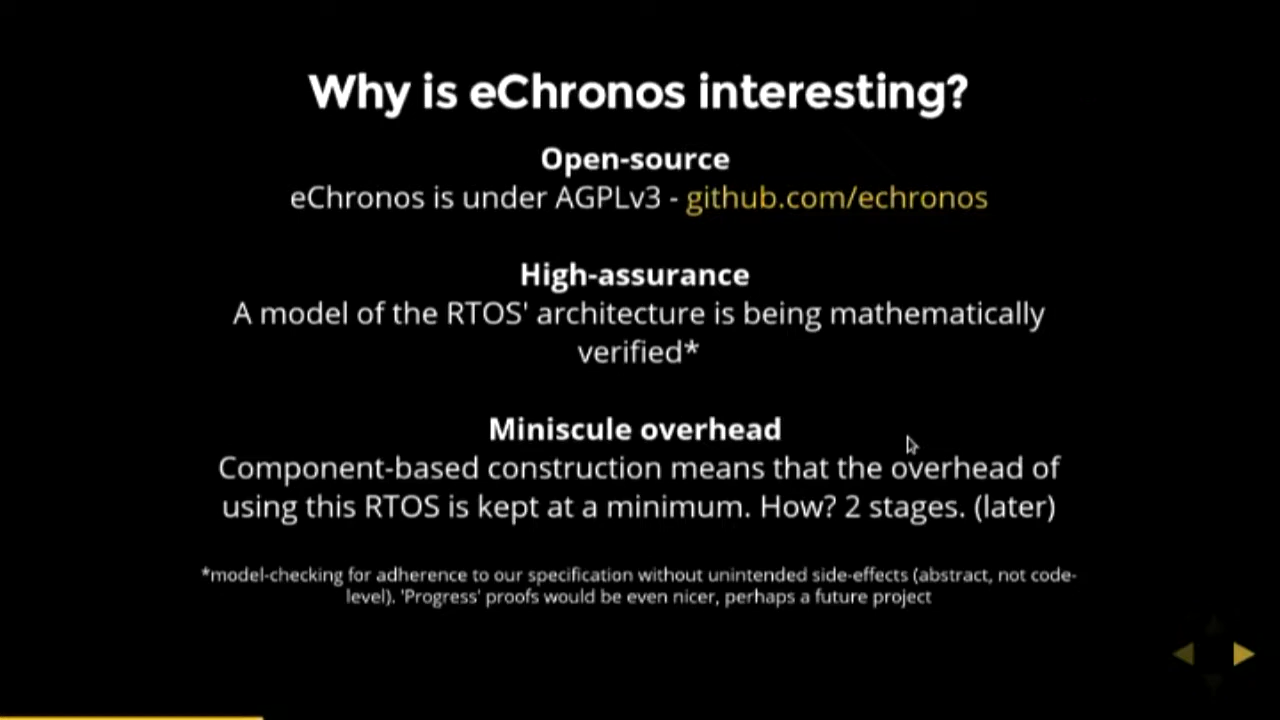 Why is eChronos interesting?
Open-source
eChronos is under AGPLv3 - github.com/echronos
High-assurance
A model of the RTOS' architecture is being mathematically
verified*
Miniscule overhead
Component-based construction means that the overhead of
using this RTOS is kept at a minimum. How? 2 stages. (later)
*model-checking for adherence to our specification without unintended side-effects (abstract, not code-
level). 'Progress' proofs would be even nicer, perhaps a future project